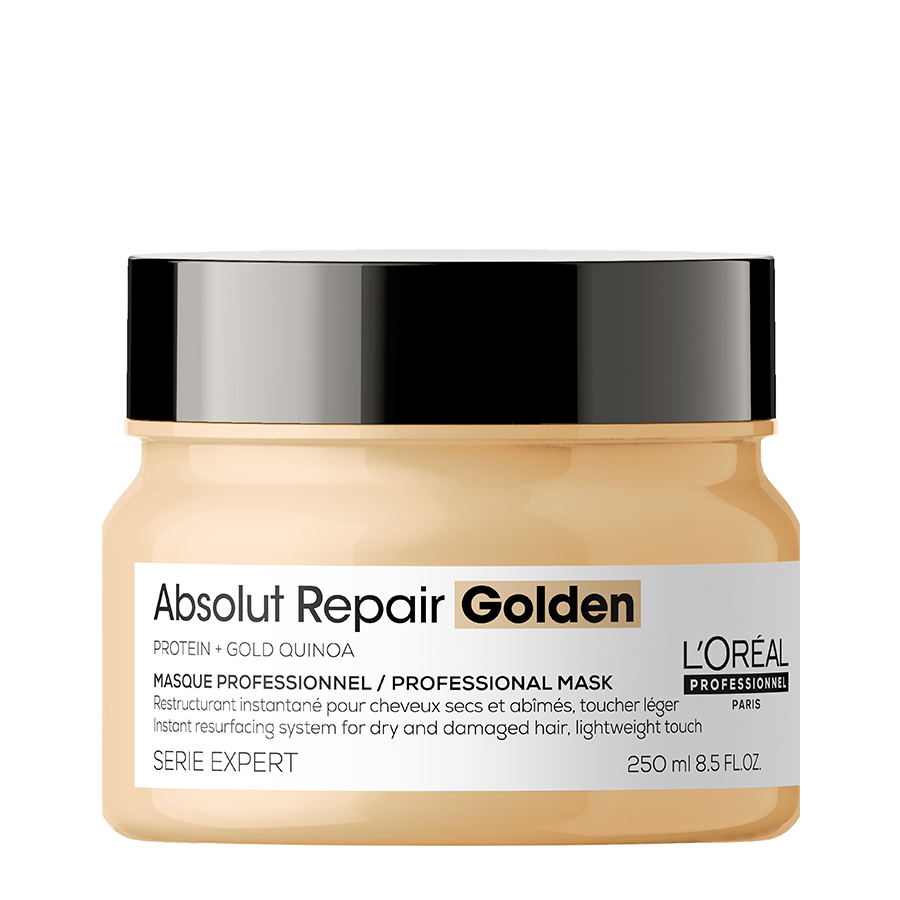 Absolut Repair Golden
PROTEIN + GOLD QUINOA
MASQUE PROFESSIONNEL / PROFESSIONAL MASK
Restructurant instantané pour cheveux secs et abîmés, toucher léger
Instant resurfacing system for dry and damaged hair, lightweight touch
SERIE EXPERT
L'ORÉAL
PROFESSIONNEL
PARIS
250 ml 8.5 FL.OZ.